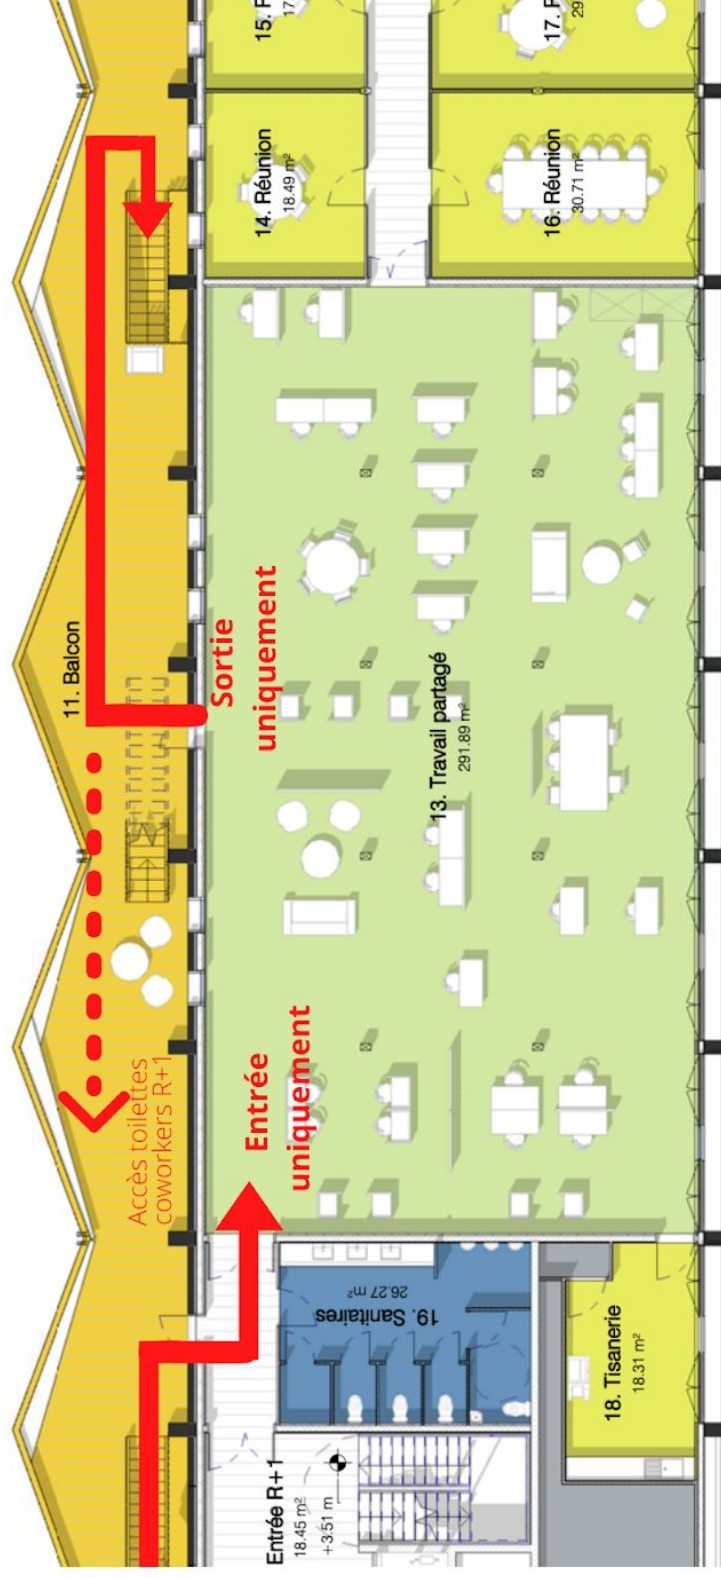 15. R
17
17. R
29
14. Réunion
18.49 m²
16. Réunion
30.71 m²
11. Balcon
Sortie
uniquement
13. Travail partagé
291.89 m²
Accès toilettes
coworkers R+1
Entrée
uniquement
19. Sanitaires
26.27 m²
18. Tisanerie
18.31 m²
Entrée R+1
18.45 m²
+3.51 m